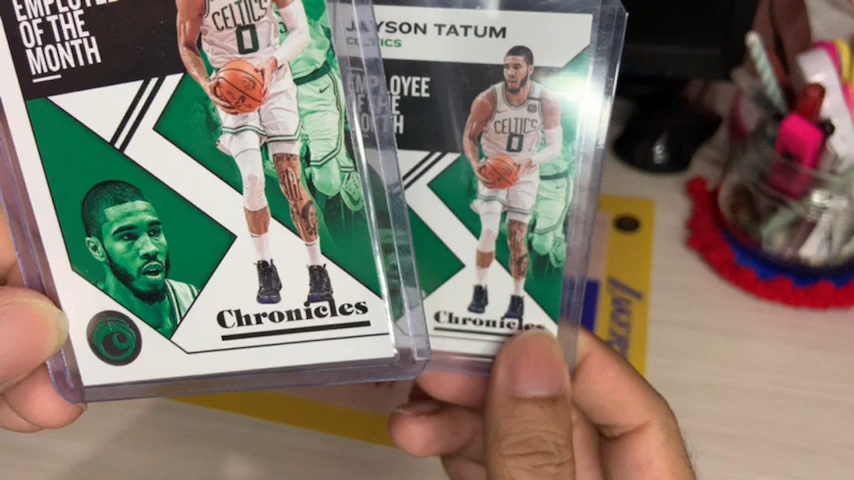 EMPLOYEE
OF THE
MONTH
CELTICS
0
Chronicles
C
JAYSON TATUM
CELTICS
EMPLOYEE
OF THE
MONTH
CELTICS
0
Chronicles